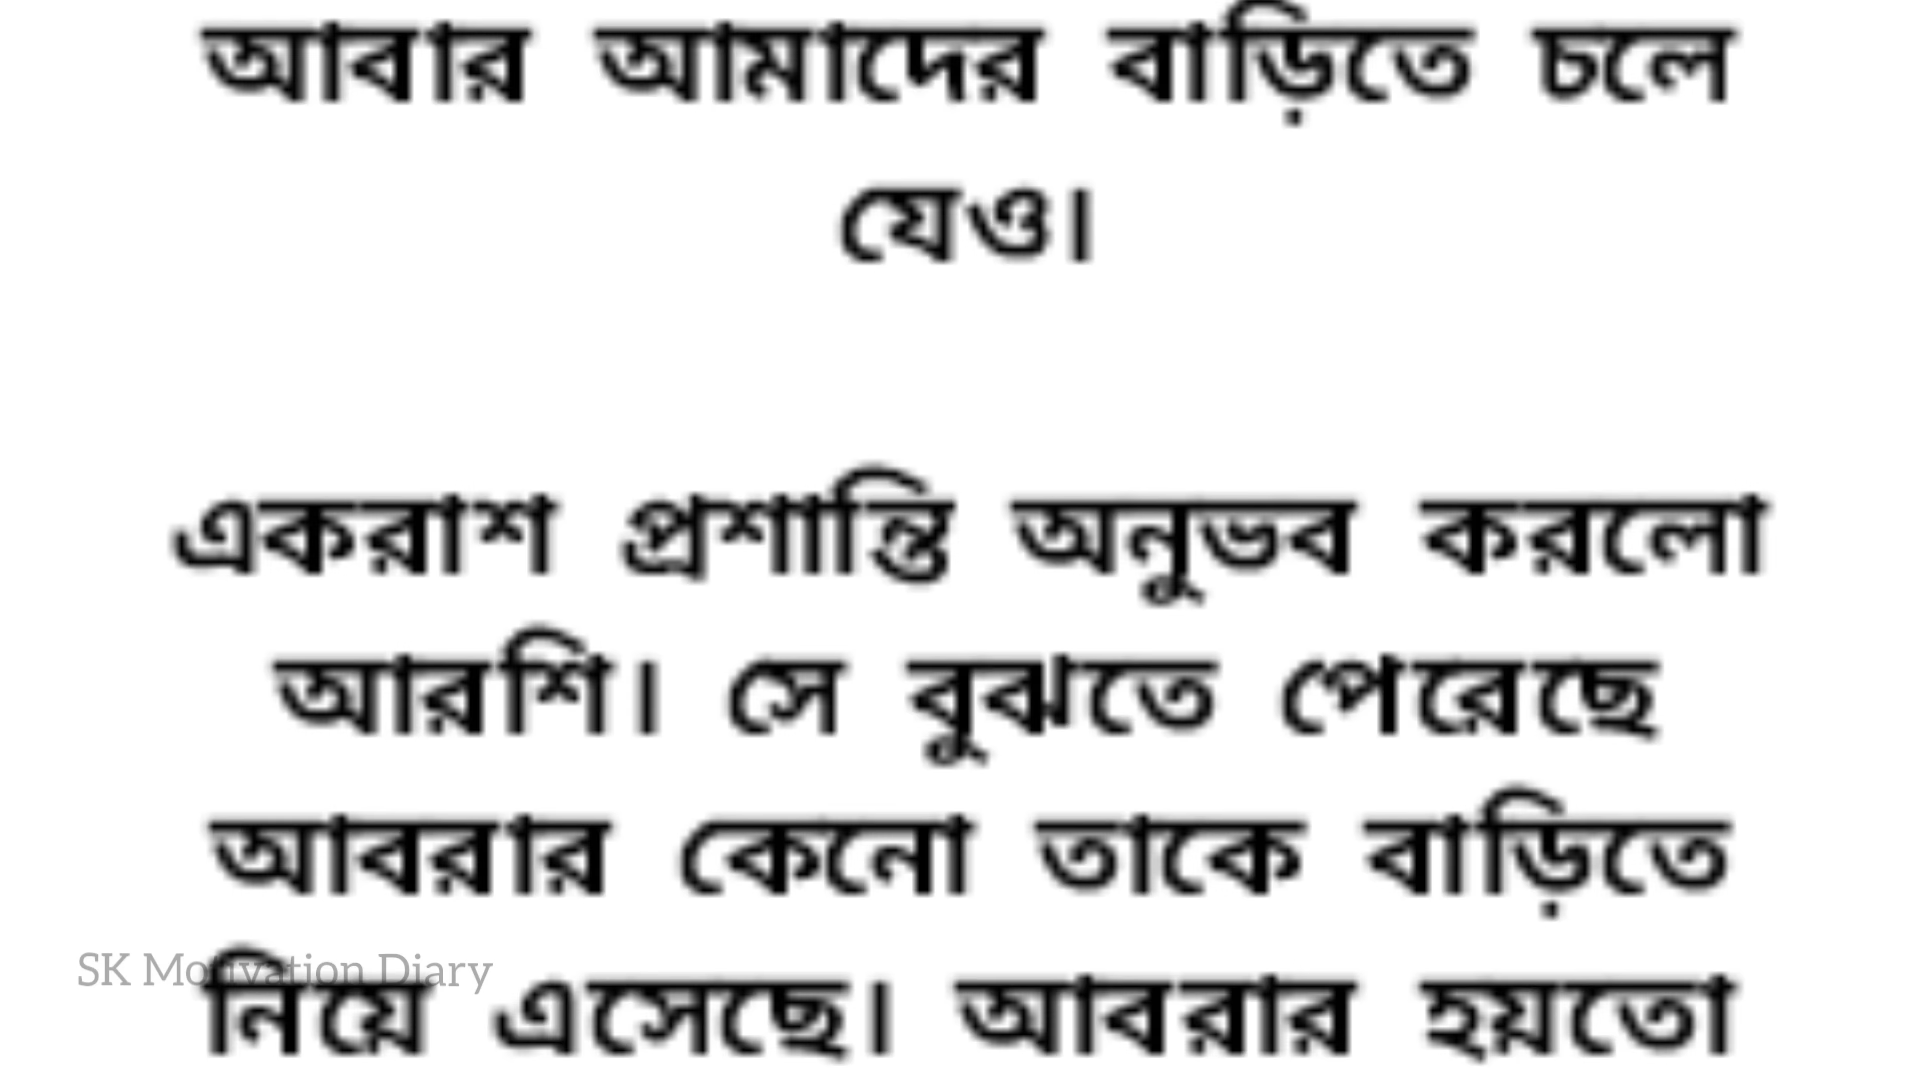 আবার আমাদের বাড়িতে চলে
যেও।
একরাশ প্রশান্তি অনুভব করলো
আরশি। সে বুঝতে পেরেছে
আবরার কেনো তাকে বাড়িতে
নিয়ে এসেছে। আবরার হয়তো
SK Motivation Diary